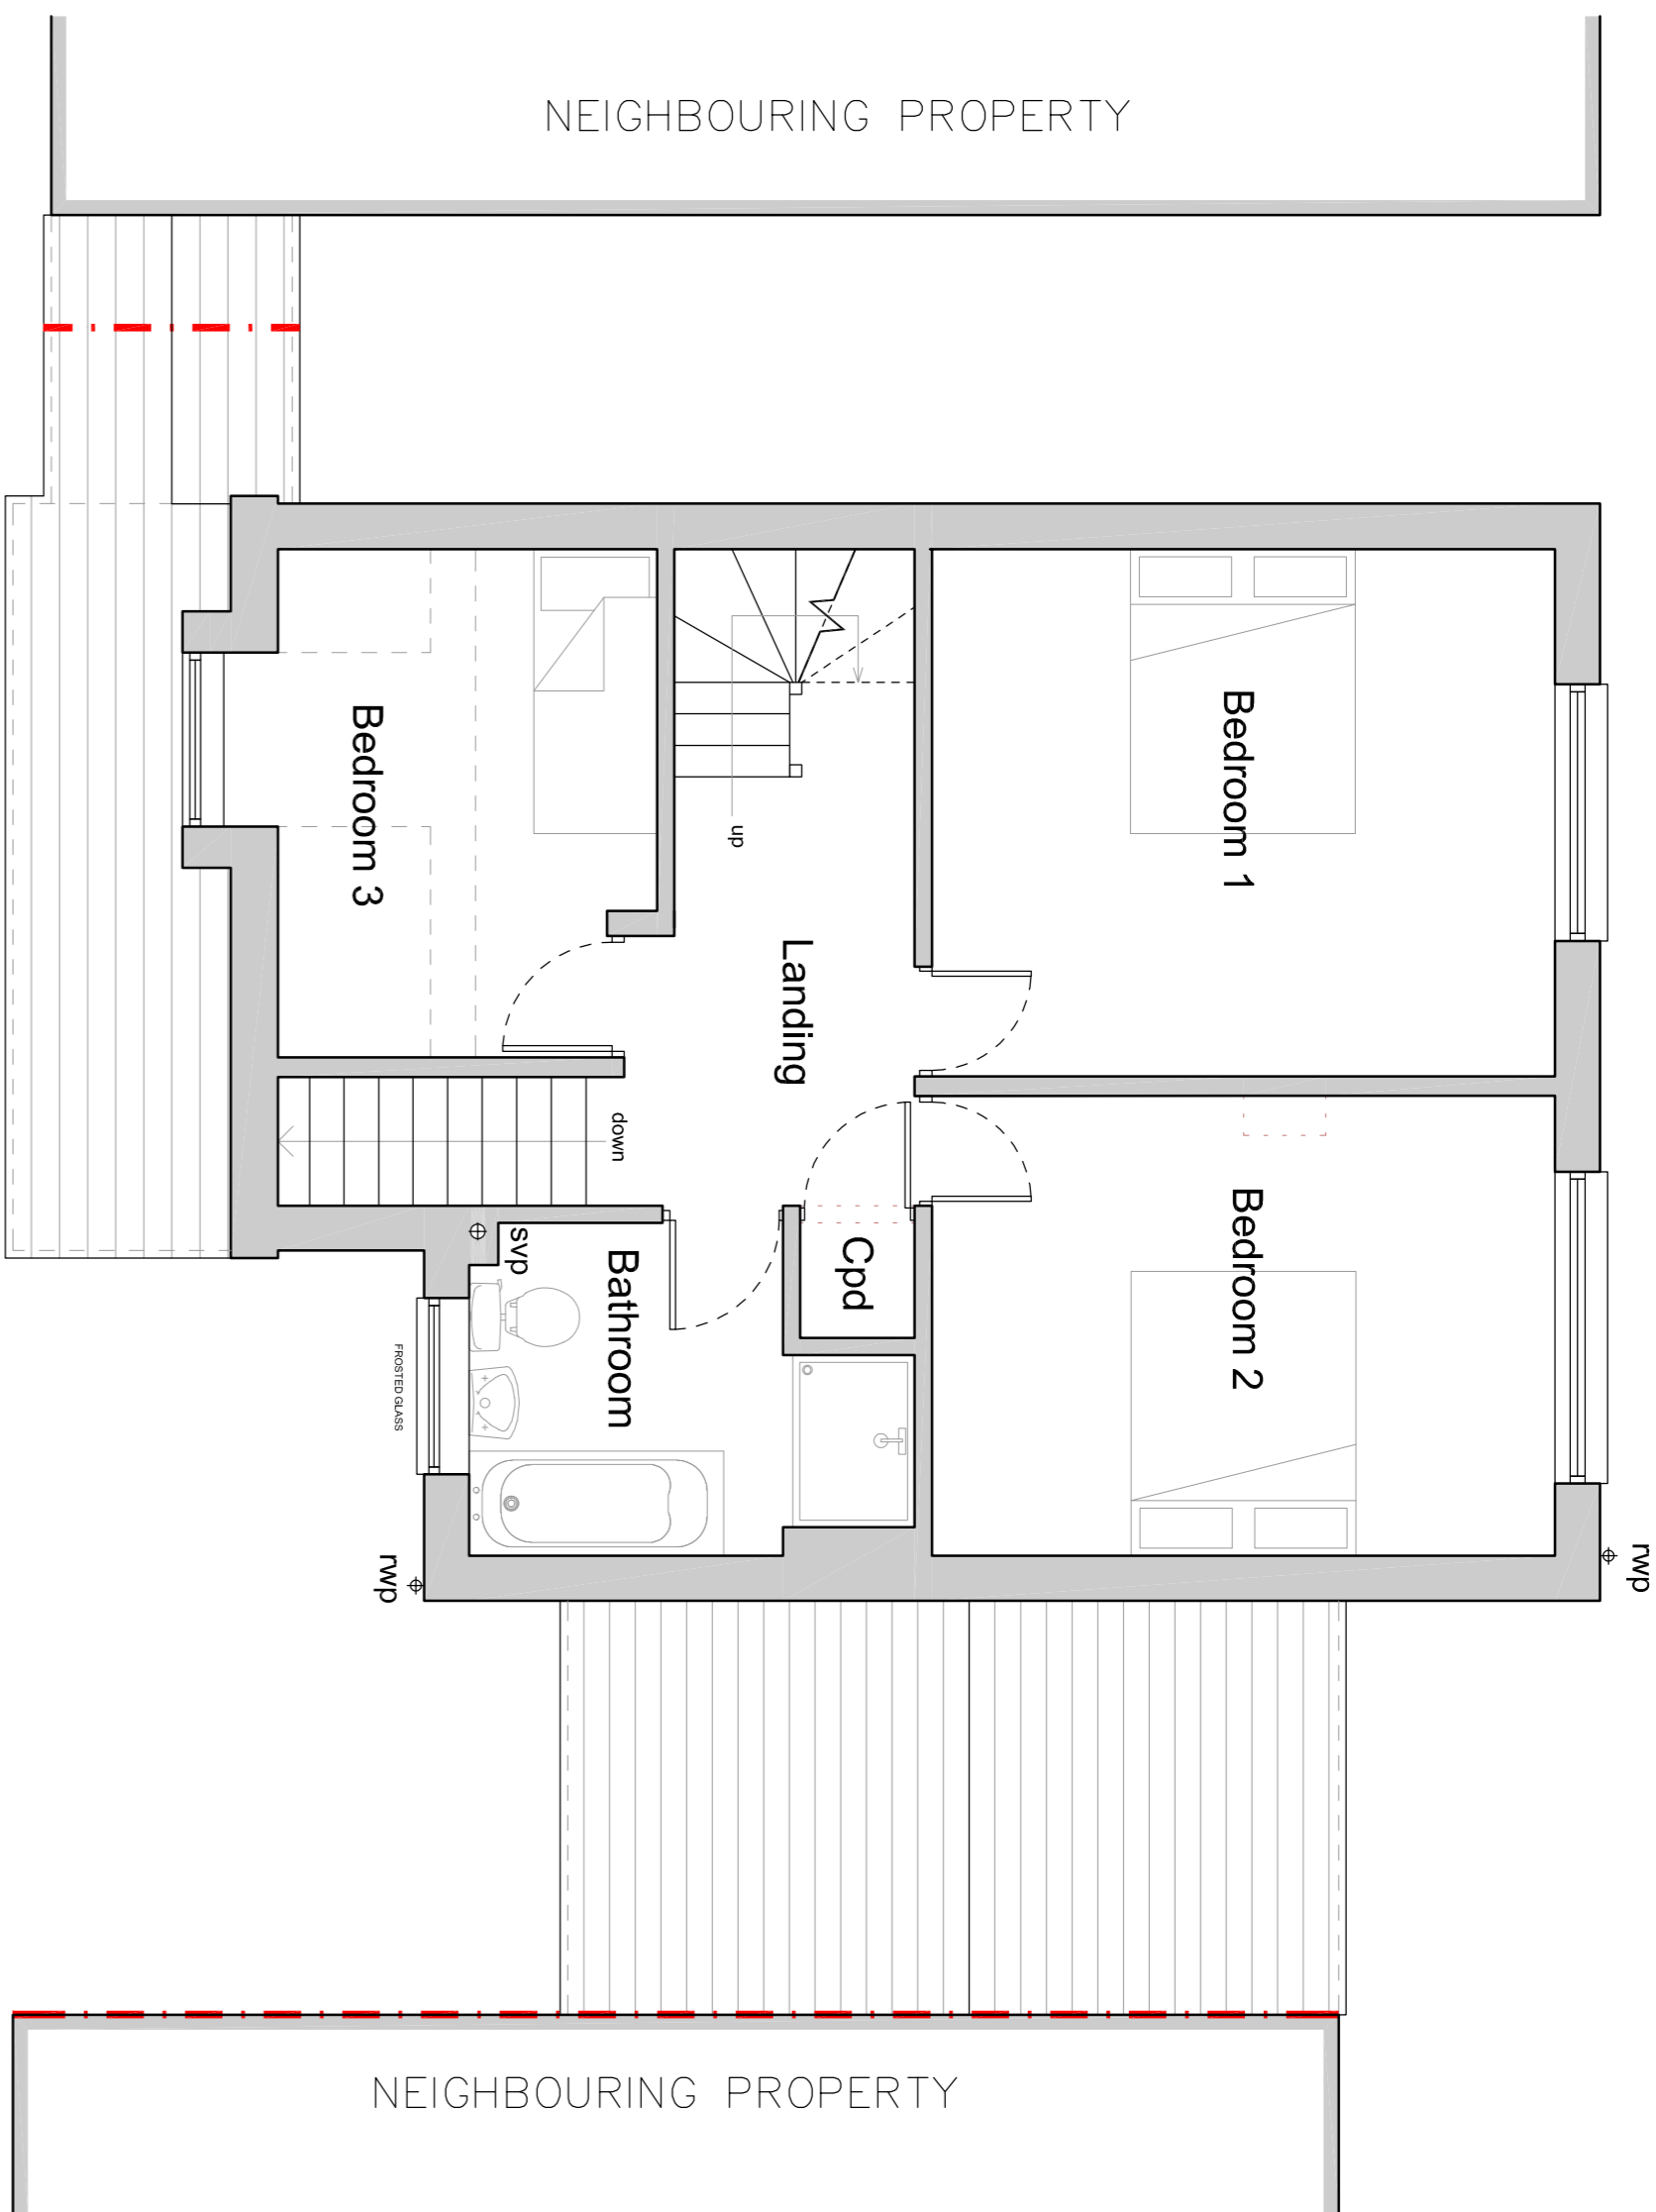 NEIGHBOURING PROPERTY
Bedroom 1
Bedroom 3
up
Landing
down
Bedroom 2
Cpd
svp
Bathroom
FROSTED GLASS
rwp
rwp
NEIGHBOURING PROPERTY